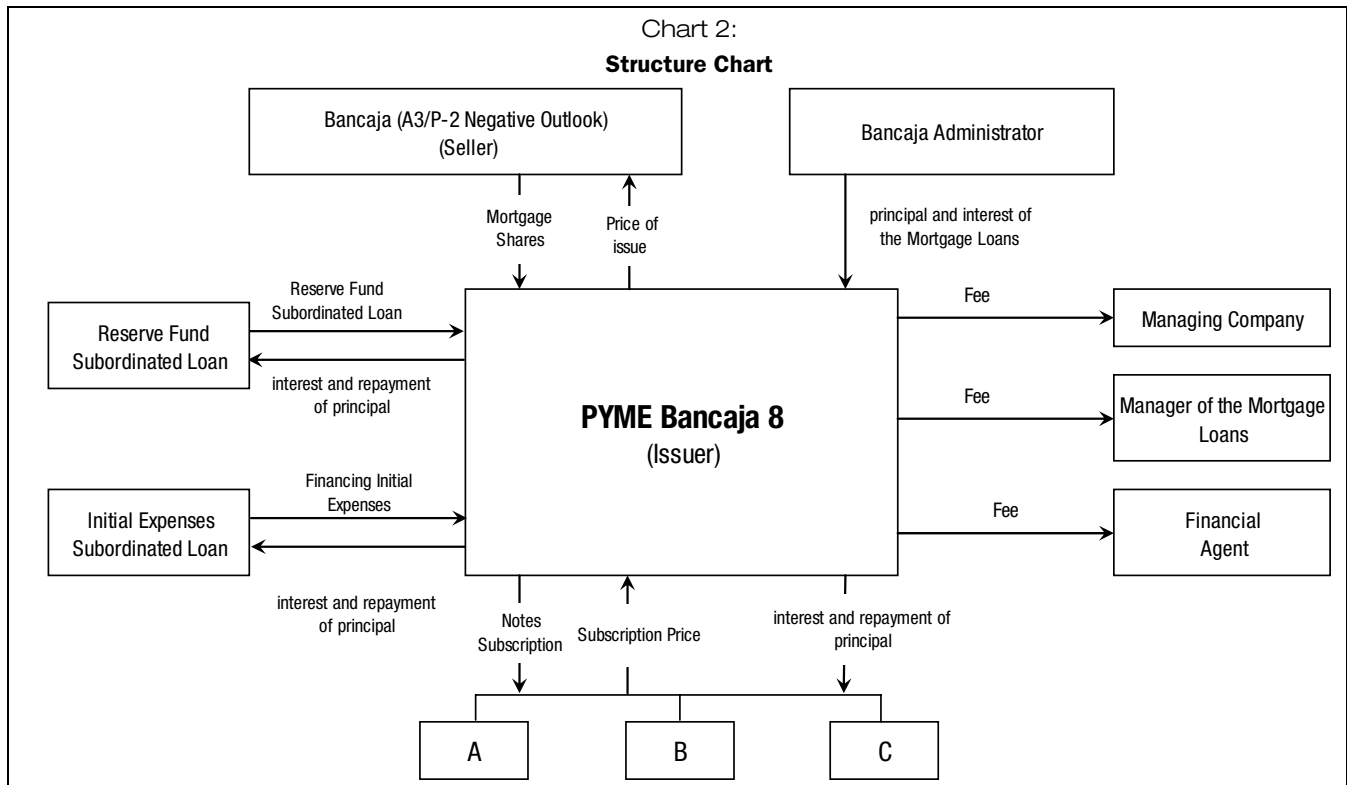 Chart 2:
Structure Chart
Bancaja (A3/P-2 Negative Outlook)
(Seller)
Bancaja Administrator
Mortgage
Shares
Price of
issue
principal and interest of
the Mortgage Loans
Reserve Fund
Subordinated Loan
Reserve Fund
Subordinated Loan
interest and repayment
of principal
Fee
Managing Company
PYME Bancaja 8
(Issuer)
Fee
Manager of the Mortgage
Loans
Financing Initial
Expenses
Initial Expenses
Subordinated Loan
interest and repayment
of principal
Fee
Financial
Agent
Notes
Subscription
Subscription Price
interest and repayment of
principal
A
B
C